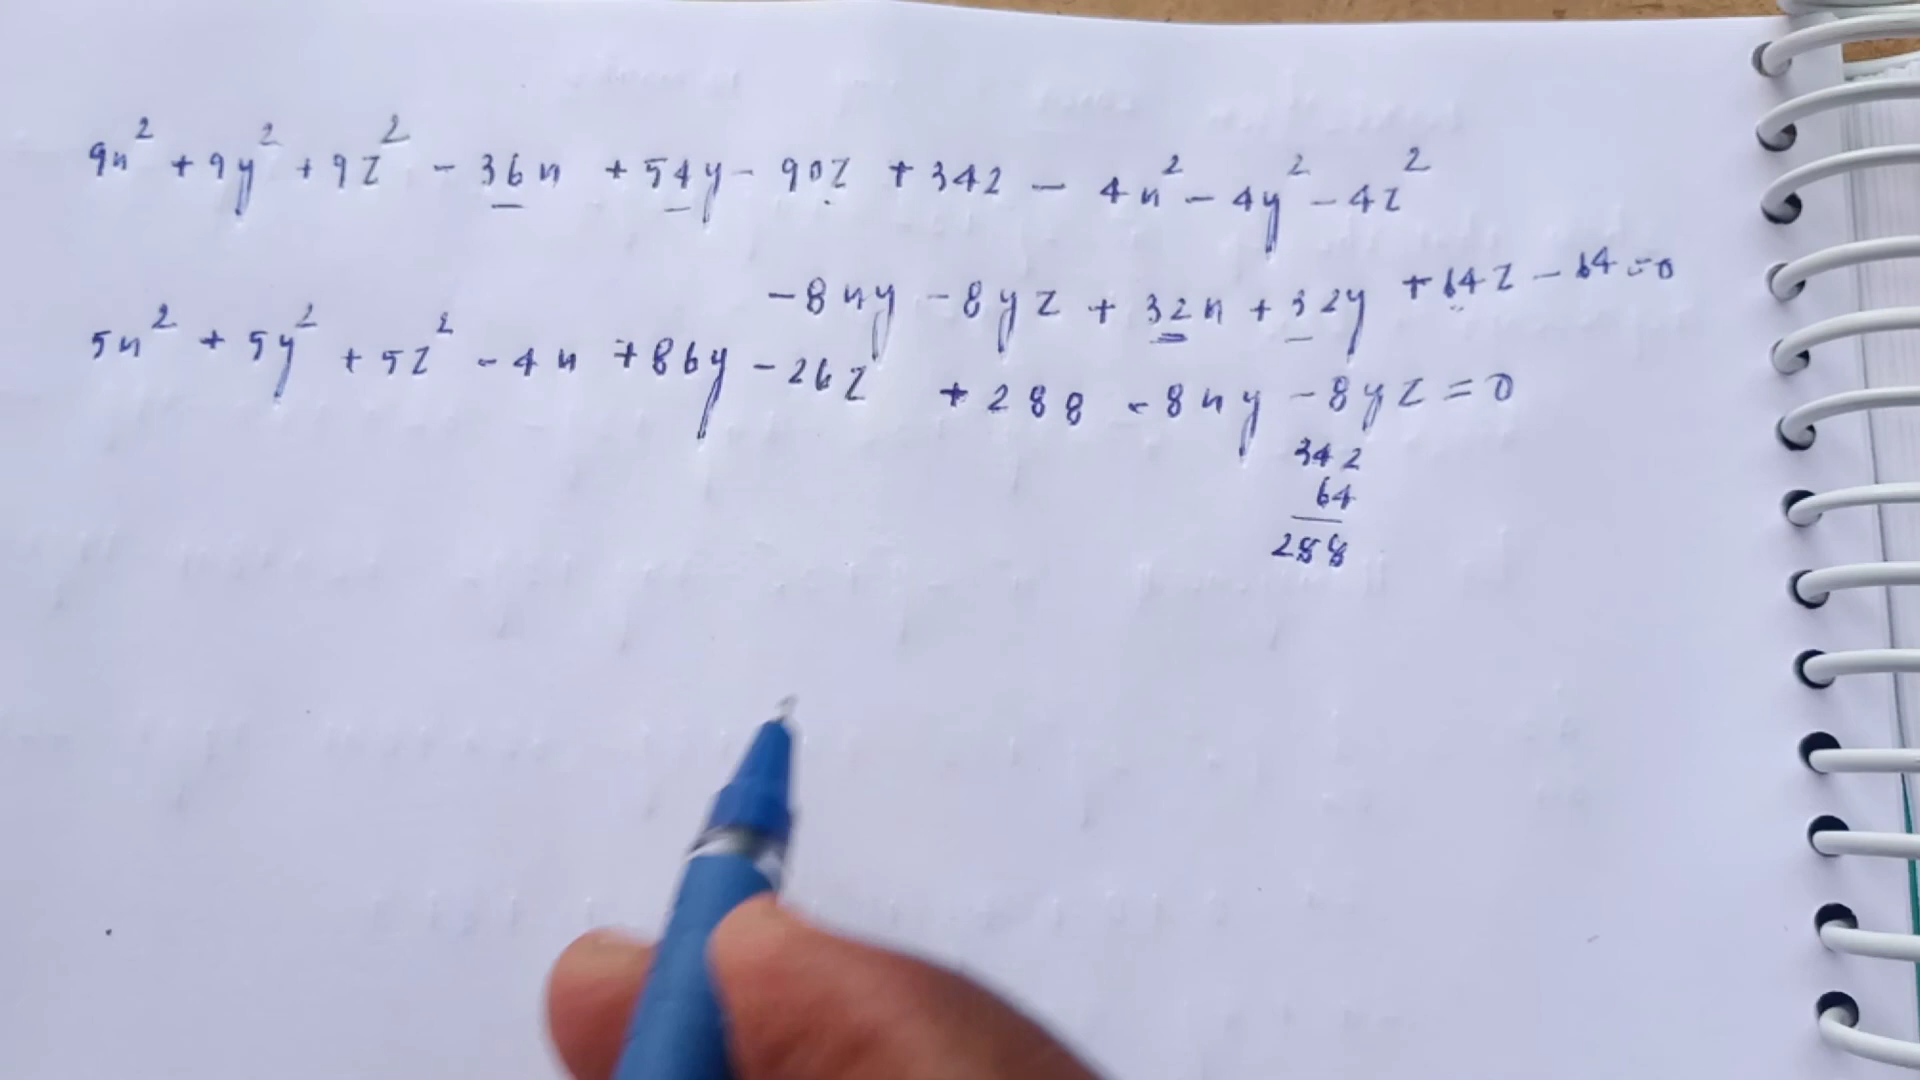 9x² + 9y² + 9z² - 36x + 54y - 90z + 342 - 4x² - 4y² - 4z²
-8xy - 8yz + 32x + 32y + 64z - 64 = 0
5x² + 5y² + 5z² - 4x + 86y - 26z + 288 - 8xy - 8yz = 0
342
64
288